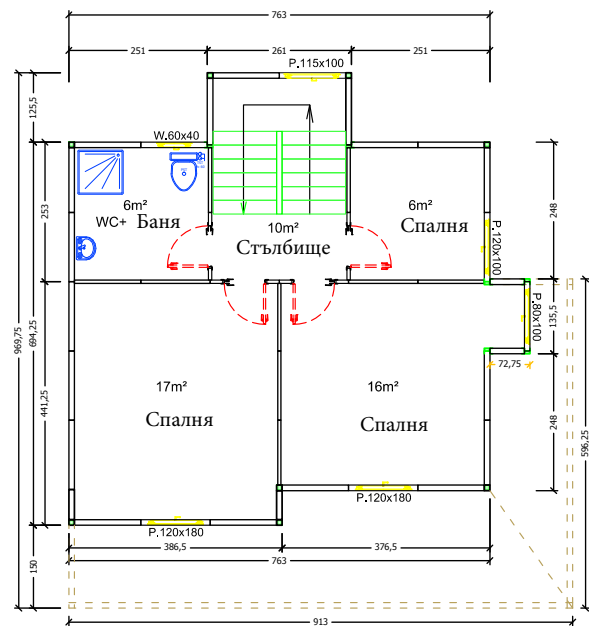 763
251
261
251
P.115x100
125,5
W.60x40
6m²
WC+ Баня
10m²
Стълбище
6m²
Спалня
248
253
P.120x100
P.80x100
135,5
72,75
969,75
694,25
441,25
17m²
Спалня
16m²
Спалня
248
596,25
P.120x180
P.120x180
386,5
376,5
763
150
913